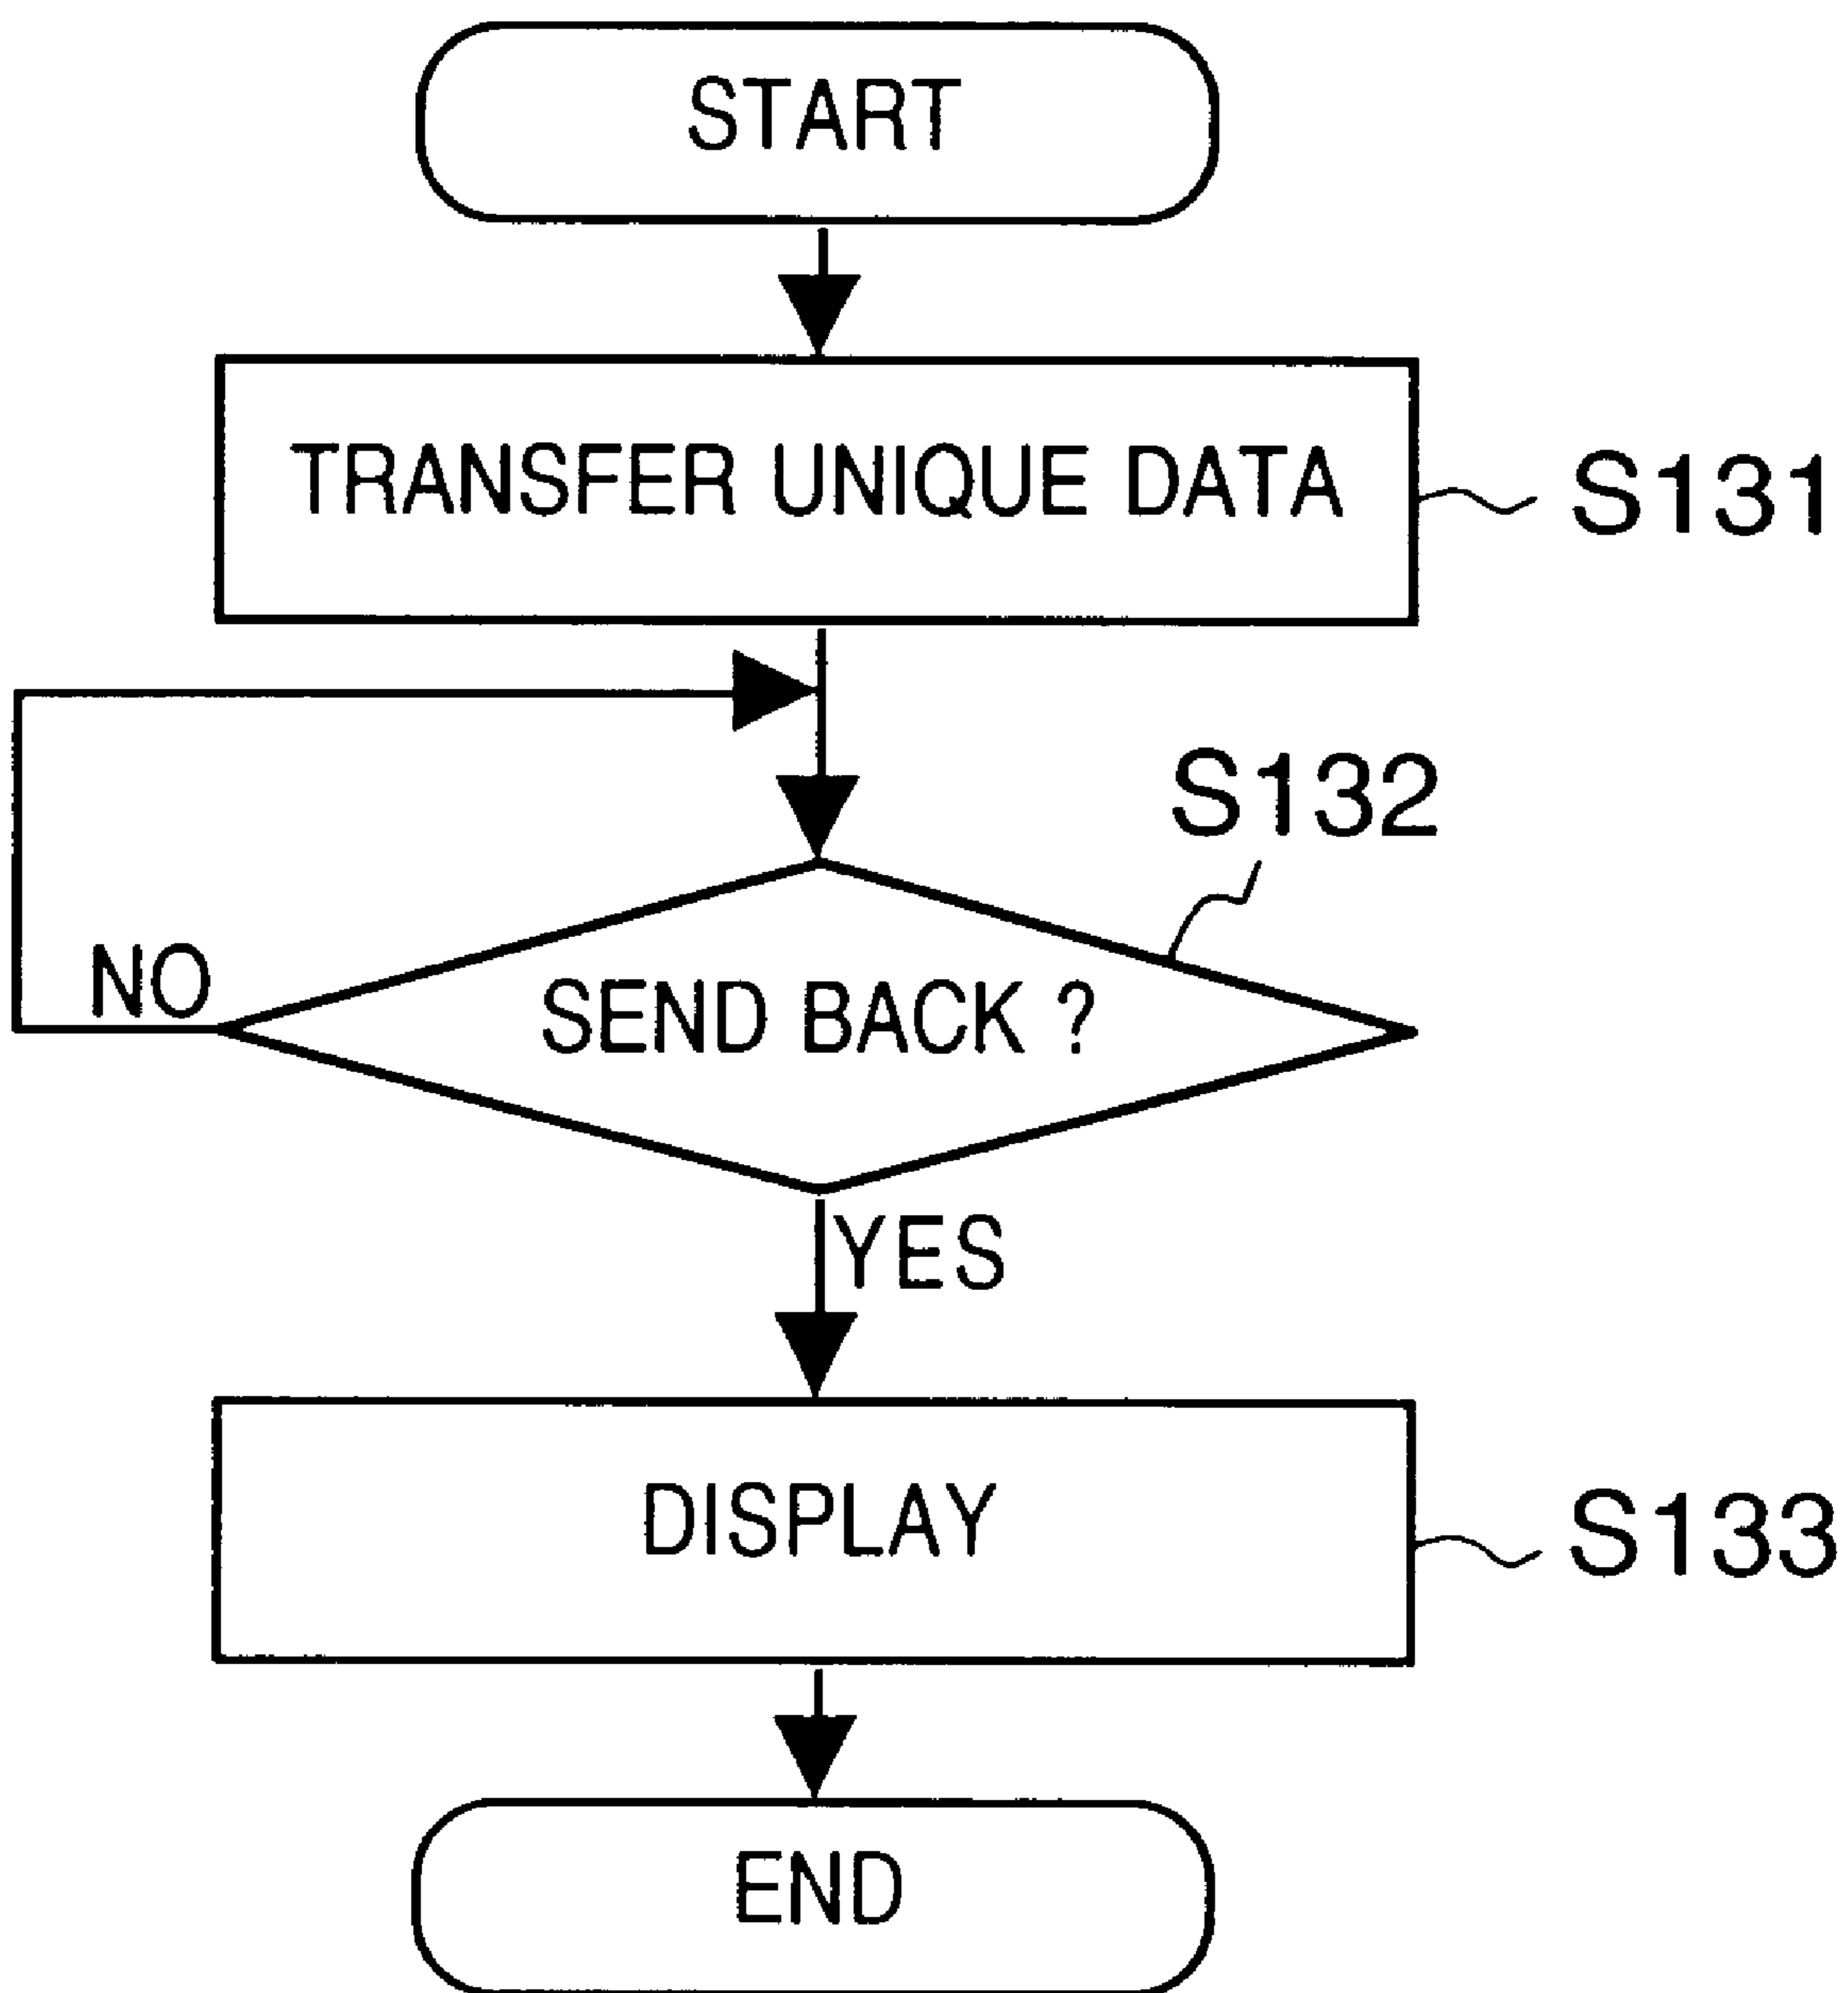 START
TRANSFER UNIQUE DATA
S131
S132
NO
SEND BACK ?
YES
DISPLAY
S133
END